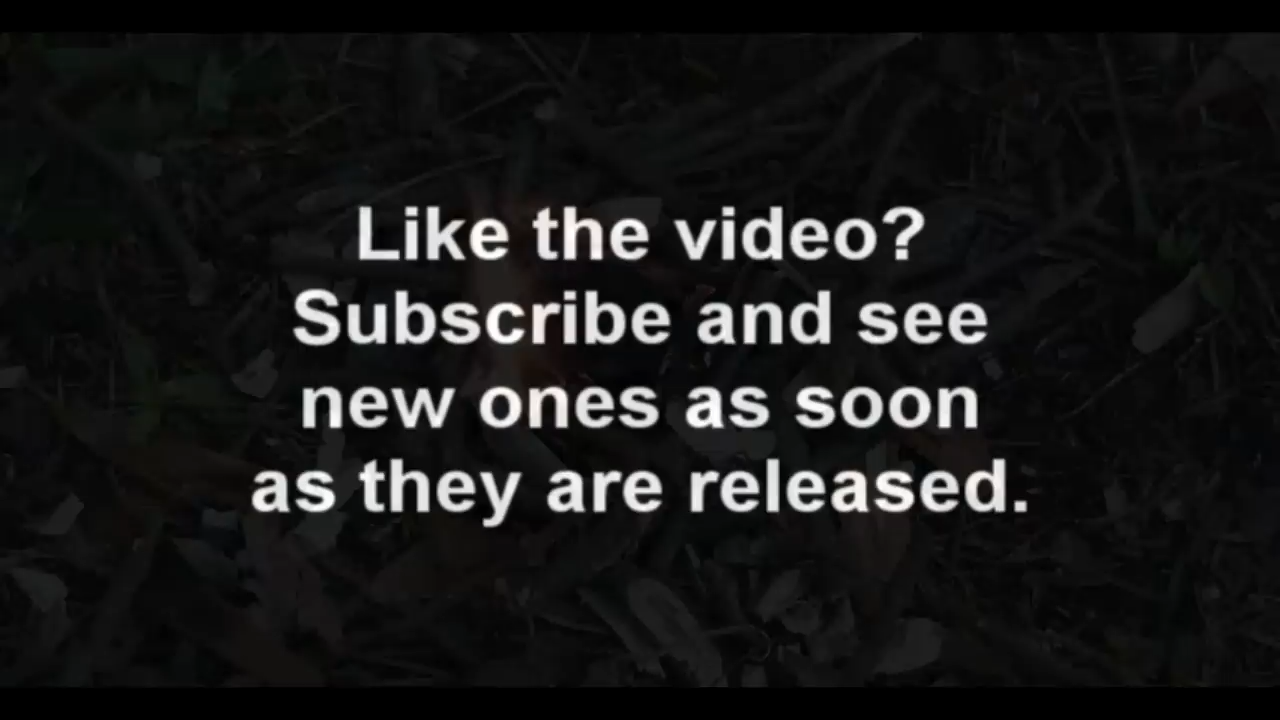 Like the video?
Subscribe and see
new ones as soon
as they are released.